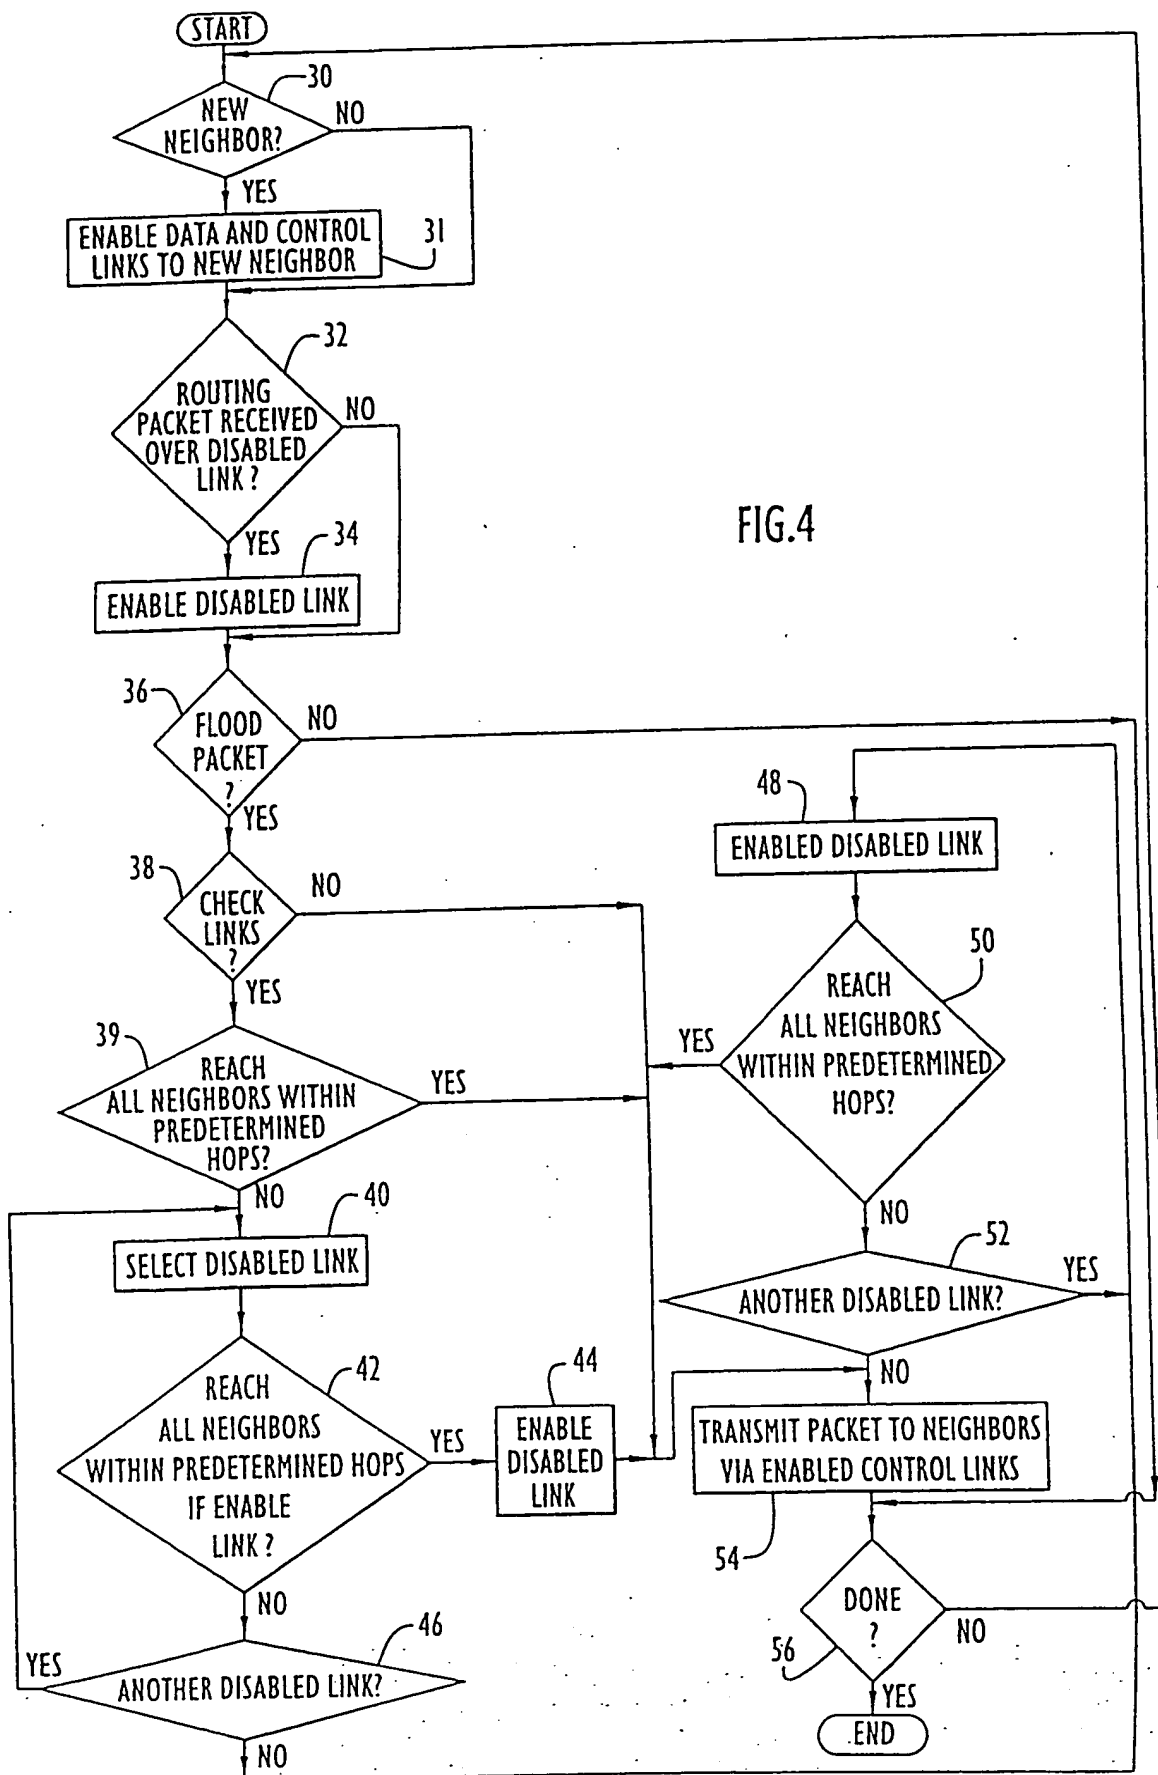 START
30
NEW
NEIGHBOR?
NO
YES
ENABLE DATA AND CONTROL
LINKS TO NEW NEIGHBOR
31
32
ROUTING
PACKET RECEIVED
OVER DISABLED
LINK ?
NO
YES
34
ENABLE DISABLED LINK
FIG.4
36
FLOOD
PACKET
?
NO
YES
38
CHECK
LINKS
?
NO
YES
39
REACH
ALL NEIGHBORS WITHIN
PREDETERMINED
HOPS?
YES
NO
40
SELECT DISABLED LINK
42
REACH
ALL NEIGHBORS
WITHIN PREDETERMINED HOPS
IF ENABLE
LINK ?
YES
NO
44
ENABLE
DISABLED
LINK
46
ANOTHER DISABLED LINK?
YES
NO
48
ENABLED DISABLED LINK
50
REACH
ALL NEIGHBORS
WITHIN PREDETERMINED
HOPS?
YES
NO
52
ANOTHER DISABLED LINK?
YES
NO
TRANSMIT PACKET TO NEIGHBORS
VIA ENABLED CONTROL LINKS
54
DONE
?
56
NO
YES
END